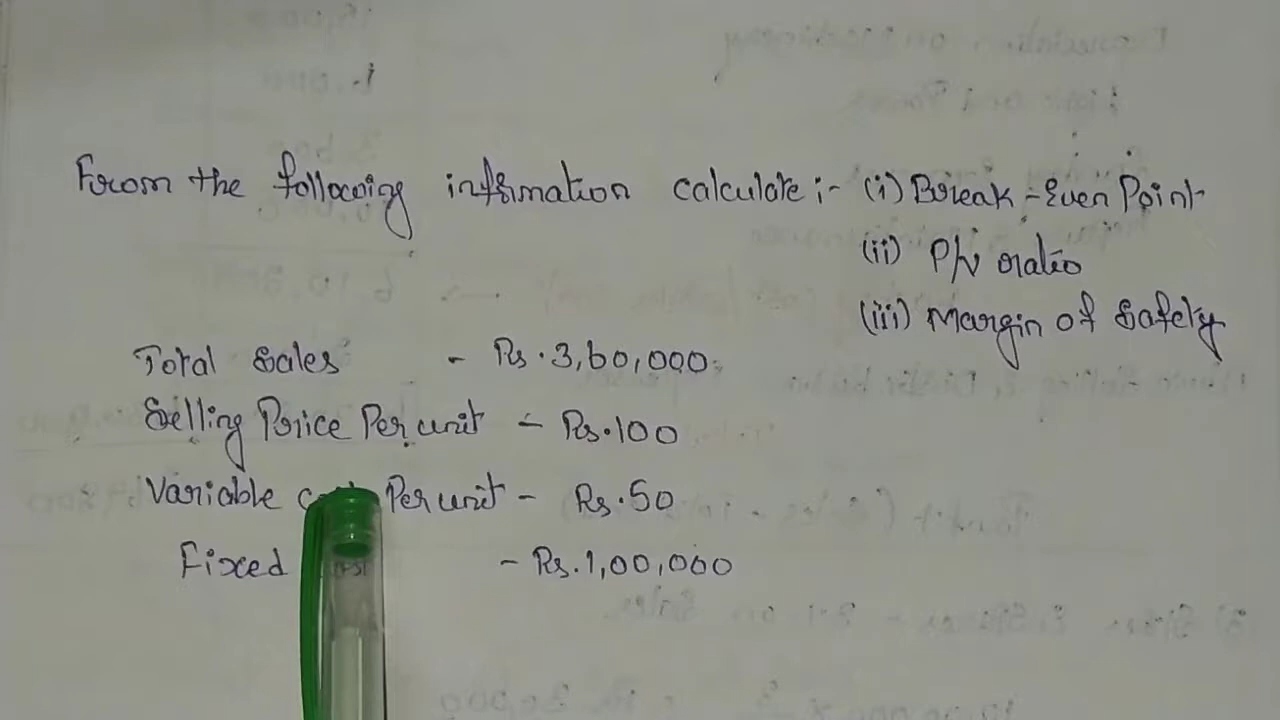 From the following information calculate :- (i) Break-Even Point
(ii) P/V ratio
(iii) Margin of Safety
Total Sales - Rs. 3,60,000
Selling Price Per unit - Rs. 100
Variable Per unit - Rs. 50
Fixed - Rs. 1,00,000